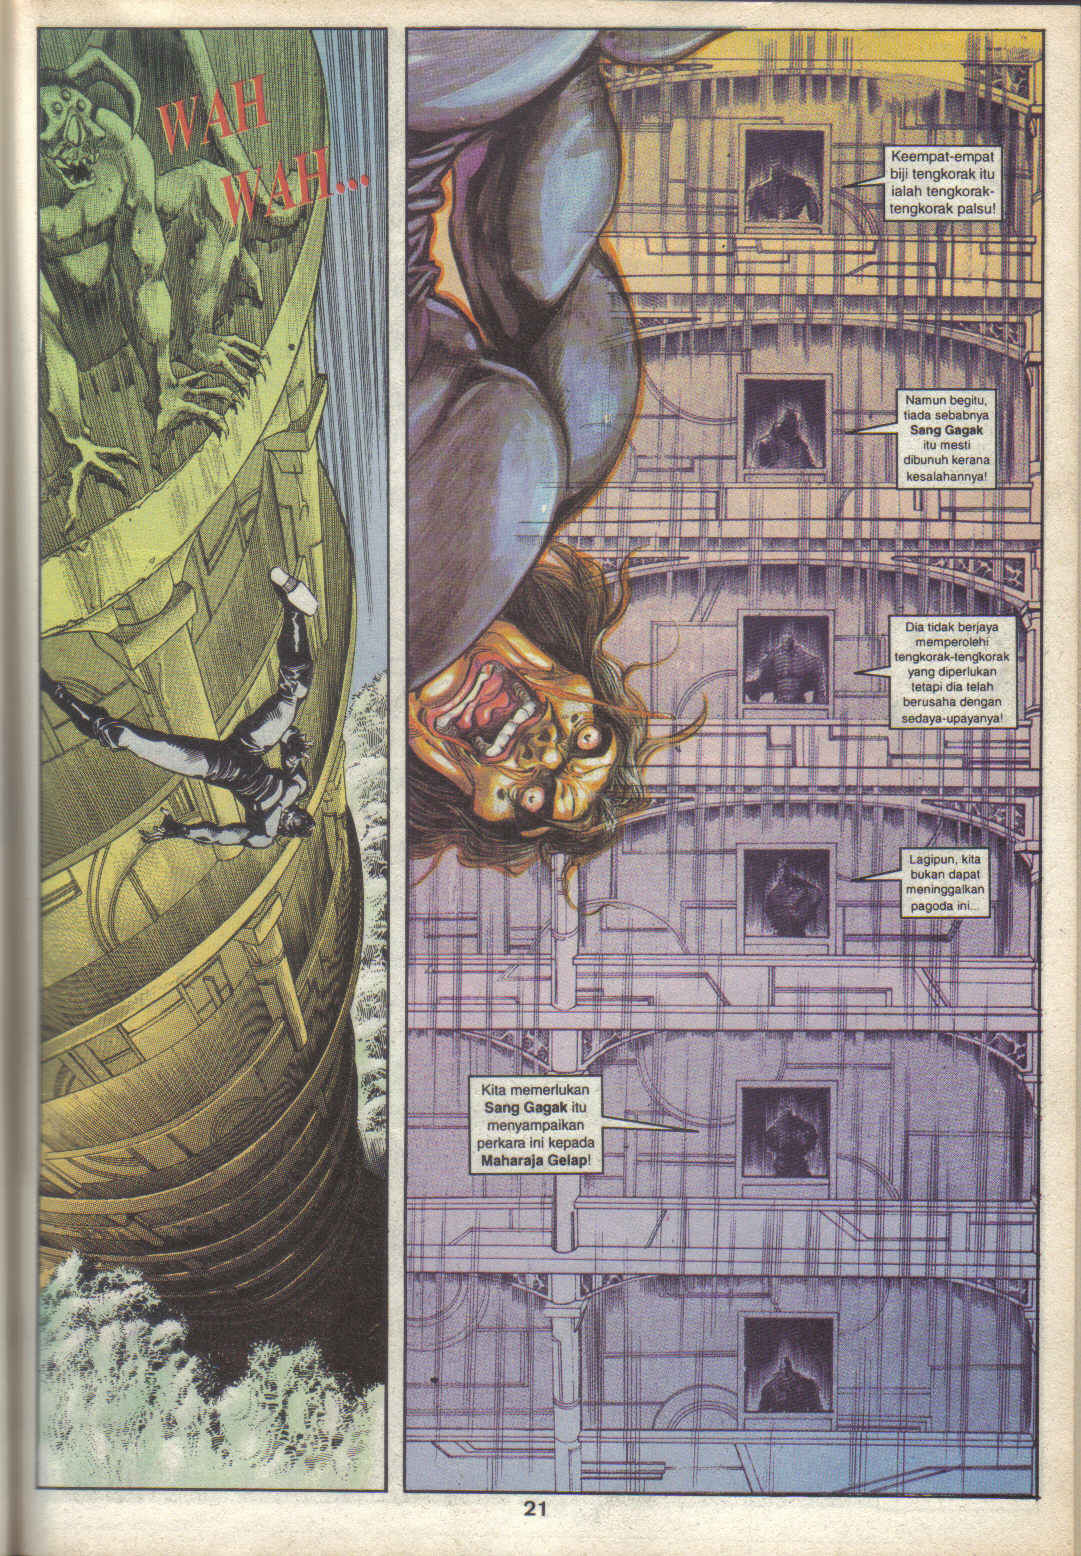 WAH
WAH...
Keempat-empat
biji tengkorak itu
ialah tengkorak-
tengkorak palsu!
Namun begitu,
tiada sebabnya
Sang Gagak
itu mesti
dibunuh kerana
kesalahannya!
Dia tidak berjaya
memperolehi
tengkorak-tengkorak
yang diperlukan
tetapi dia telah
berusaha dengan
sedaya-upayanya!
Lagipun, kita
bukan dapat
meninggalkan
pagoda ini...
Kita memerlukan
Sang Gagak itu
menyampaikan
perkara ini kepada
Maharaja Gelap!
21